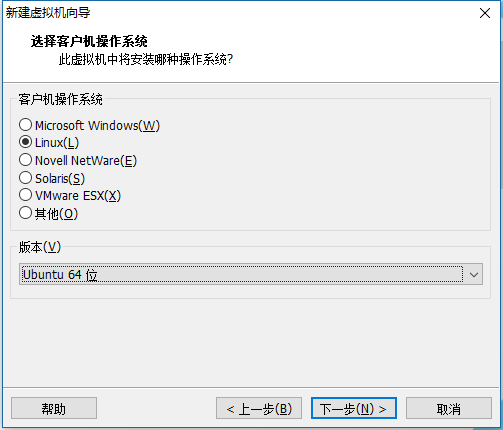 新建虚拟机向导
选择客户机操作系统
此虚拟机中将安装哪种操作系统?
客户机操作系统
Microsoft Windows(W)
Linux(L)
Novell NetWare(E)
Solaris(S)
VMware ESX(X)
其他(O)
版本(V)
Ubuntu 64 位
帮助
< 上一步(B)
下一步(N) >
取消